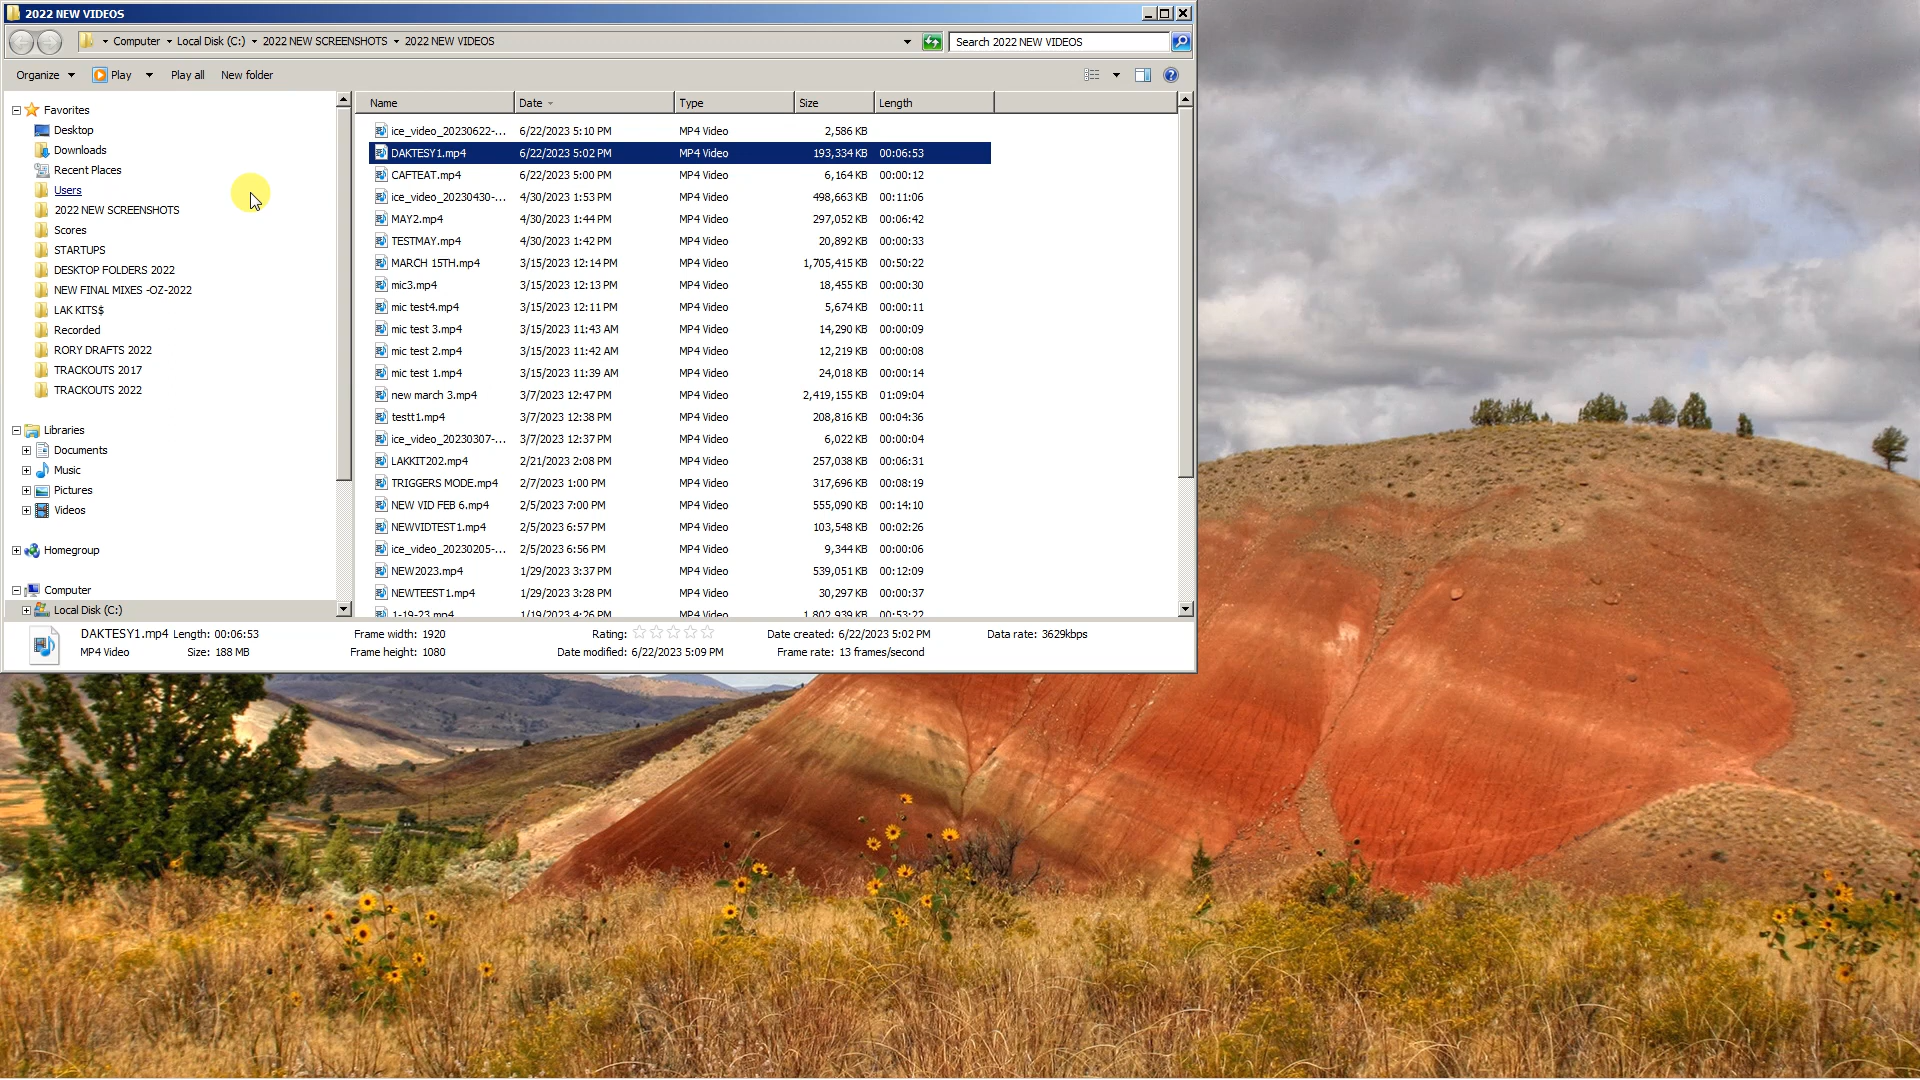 2022 NEW VIDEOS
Computer Local Disk (C:) 2022 NEW SCREENSHOTS 2022 NEW VIDEOS
Search 2022 NEW VIDEOS
Organize Play Play all New folder
Favorites
Desktop
Downloads
Recent Places
Users
2022 NEW SCREENSHOTS
Scores
STARTUPS
DESKTOP FOLDERS 2022
NEW FINAL MIXES -OZ-2022
LAK KITS$
Recorded
RORY DRAFTS 2022
TRACKOUTS 2017
TRACKOUTS 2022
Libraries
Documents
Music
Pictures
Videos
Homegroup
Computer
Local Disk (C:)
Name Date Type Size Length
ice_video_20230622-... 6/22/2023 5:10 PM MP4 Video 2,586 KB
DAKTESY1.mp4 6/22/2023 5:02 PM MP4 Video 193,334 KB 00:06:53
CAFTEAT.mp4 6/22/2023 5:00 PM MP4 Video 6,164 KB 00:00:12
ice_video_20230430-... 4/30/2023 1:53 PM MP4 Video 498,663 KB 00:11:06
MAY2.mp4 4/30/2023 1:44 PM MP4 Video 297,052 KB 00:06:42
TESTMAY.mp4 4/30/2023 1:42 PM MP4 Video 20,892 KB 00:00:33
MARCH 15TH.mp4 3/15/2023 12:14 PM MP4 Video 1,705,415 KB 00:50:22
mic3.mp4 3/15/2023 12:13 PM MP4 Video 18,455 KB 00:00:30
mic test4.mp4 3/15/2023 12:11 PM MP4 Video 5,674 KB 00:00:11
mic test 3.mp4 3/15/2023 11:43 AM MP4 Video 14,290 KB 00:00:09
mic test 2.mp4 3/15/2023 11:42 AM MP4 Video 12,219 KB 00:00:08
mic test 1.mp4 3/15/2023 11:39 AM MP4 Video 24,018 KB 00:00:14
new march 3.mp4 3/7/2023 12:47 PM MP4 Video 2,419,155 KB 01:09:04
testt1.mp4 3/7/2023 12:38 PM MP4 Video 208,816 KB 00:04:36
ice_video_20230307-... 3/7/2023 12:37 PM MP4 Video 6,022 KB 00:00:04
LAKKIT202.mp4 2/21/2023 2:08 PM MP4 Video 257,038 KB 00:06:31
TRIGGERS MODE.mp4 2/7/2023 1:00 PM MP4 Video 317,696 KB 00:08:19
NEW VID FEB 6.mp4 2/5/2023 7:00 PM MP4 Video 555,090 KB 00:14:10
NEWVIDTEST1.mp4 2/5/2023 6:57 PM MP4 Video 103,548 KB 00:02:26
ice_video_20230205-... 2/5/2023 6:56 PM MP4 Video 9,344 KB 00:00:06
NEW2023.mp4 1/29/2023 3:37 PM MP4 Video 539,051 KB 00:12:09
NEWTEEST1.mp4 1/29/2023 3:28 PM MP4 Video 30,297 KB 00:00:37
1-19-23.mp4 1/19/2023 4:26 PM MP4 Video 1,802,939 KB 00:53:22
DAKTESY1.mp4 Length: 00:06:53 Frame width: 1920 Rating: Date created: 6/22/2023 5:02 PM Data rate: 3629kbps
MP4 Video Size: 188 MB Frame height: 1080 Date modified: 6/22/2023 5:09 PM Frame rate: 13 frames/second